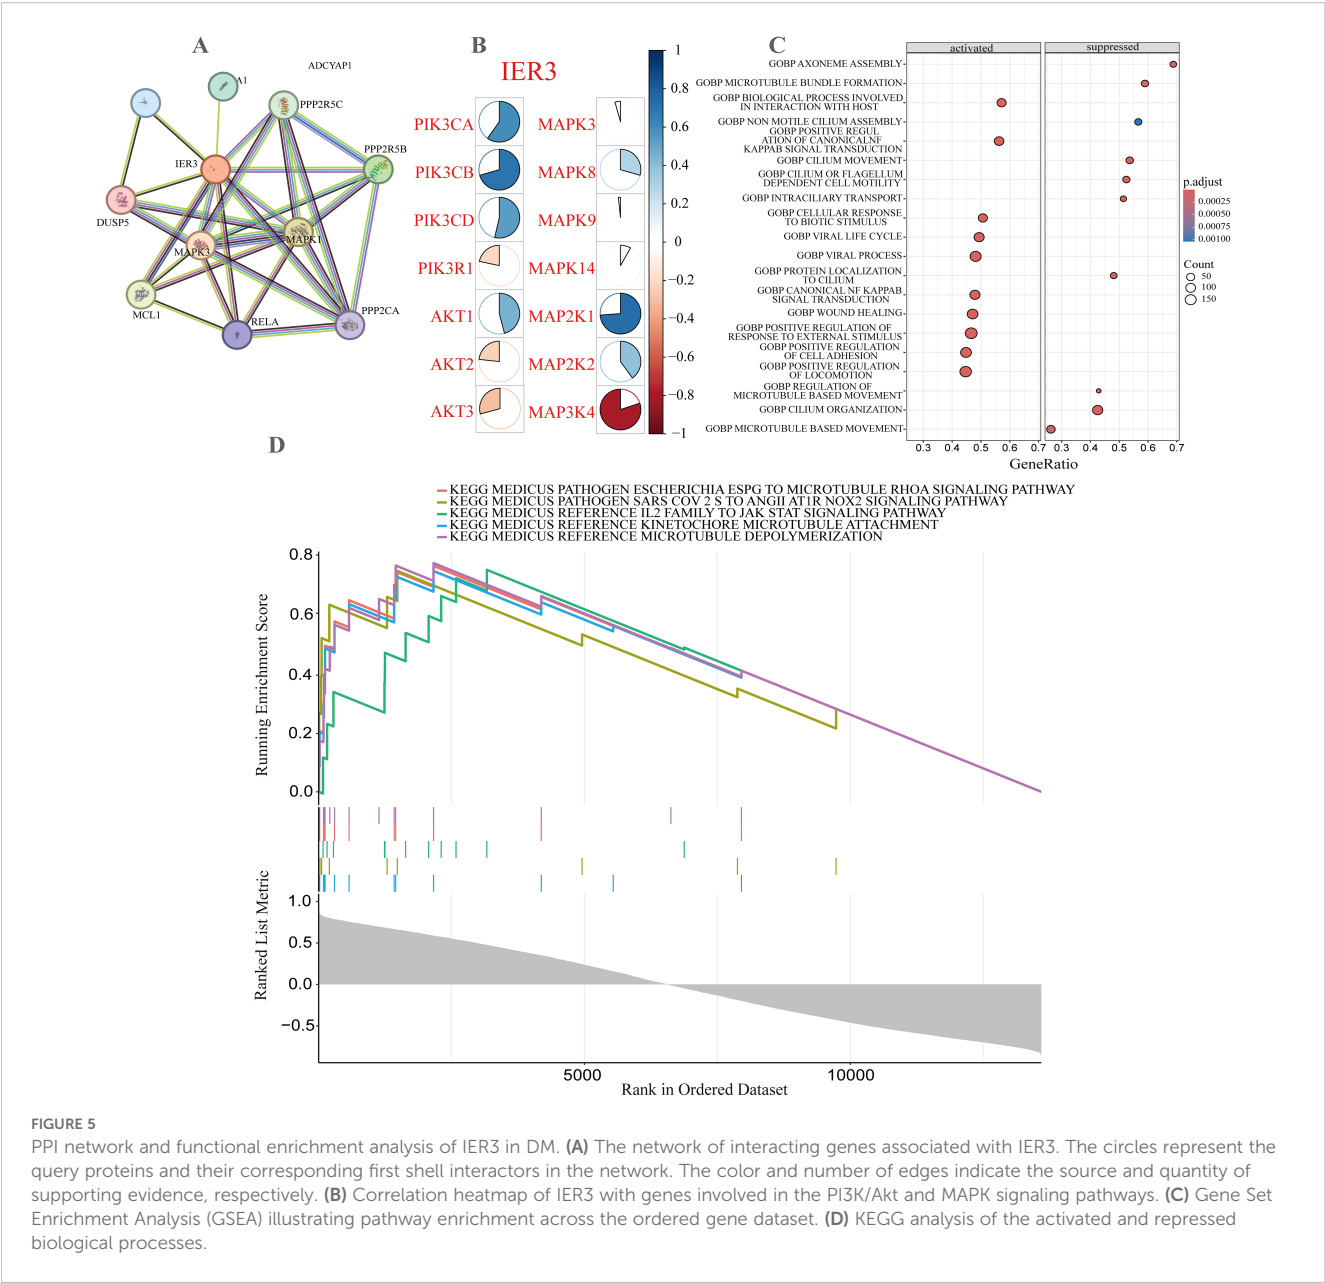 A
B
C
A1
ADCYAP1
PPP2R5C
PPP2R5B
IER3
DUSP5
MAPK1
MAPK3
MCL1
RELA
PPP2CA
IER3
PIK3CA
MAPK3
PIK3CB
MAPK8
PIK3CD
MAPK9
PIK3R1
MAPK14
AKT1
MAP2K1
AKT2
MAP2K2
AKT3
MAP3K4
1
0.8
0.6
0.4
0.2
0
−0.2
−0.4
−0.6
−0.8
−1
activated
suppressed
GOBP AXONEME ASSEMBLY
GOBP MICROTUBULE BUNDLE FORMATION
GOBP BIOLOGICAL PROCESS INVOLVED
IN INTERACTION WITH HOST
GOBP NON MOTILE CILIUM ASSEMBLY
GOBP POSITIVE REGUL
ATION OF CANONICALNF
KAPPAB SIGNAL TRANSDUCTION
GOBP CILIUM MOVEMENT
GOBP CILIUM OR FLAGELLUM
DEPENDENT CELL MOTILITY
GOBP INTRACILIARY TRANSPORT
GOBP CELLULAR RESPONSE
TO BIOTIC STIMULUS
GOBP VIRAL LIFE CYCLE
GOBP VIRAL PROCESS
GOBP PROTEIN LOCALIZATION
TO CILIUM
GOBP CANONICAL NF KAPPAB
SIGNAL TRANSDUCTION
GOBP WOUND HEALING
GOBP POSITIVE REGULATION OF
RESPONSE TO EXTERNAL STIMULUS
GOBP POSITIVE REGULATION
OF CELL ADHESION
GOBP POSITIVE REGULATION
OF LOCOMOTION
GOBP REGULATION OF
MICROTUBULE BASED MOVEMENT
GOBP CILIUM ORGANIZATION
GOBP MICROTUBULE BASED MOVEMENT
0.3 0.4 0.5 0.6 0.7 0.3 0.4 0.5 0.6 0.7
GeneRatio
p.adjust
0.00025
0.00050
0.00075
0.00100
Count
50
100
150
D
KEGG MEDICUS PATHOGEN ESCHERICHIA ESPG TO MICROTUBULE RHOA SIGNALING PATHWAY
KEGG MEDICUS PATHOGEN SARS COV 2 S TO ANGII AT1R NOX2 SIGNALING PATHWAY
KEGG MEDICUS REFERENCE IL2 FAMILY TO JAK STAT SIGNALING PATHWAY
KEGG MEDICUS REFERENCE KINETOCHORE MICROTUBULE ATTACHMENT
KEGG MEDICUS REFERENCE MICROTUBULE DEPOLYMERIZATION
Running Enrichment Score
0.8
0.6
0.4
0.2
0.0
Ranked List Metric
1.0
0.5
0.0
−0.5
5000
10000
Rank in Ordered Dataset
FIGURE 5
PPI network and functional enrichment analysis of IER3 in DM. (A) The network of interacting genes associated with IER3. The circles represent the
query proteins and their corresponding first shell interactors in the network. The color and number of edges indicate the source and quantity of
supporting evidence, respectively. (B) Correlation heatmap of IER3 with genes involved in the PI3K/Akt and MAPK signaling pathways. (C) Gene Set
Enrichment Analysis (GSEA) illustrating pathway enrichment across the ordered gene dataset. (D) KEGG analysis of the activated and repressed
biological processes.